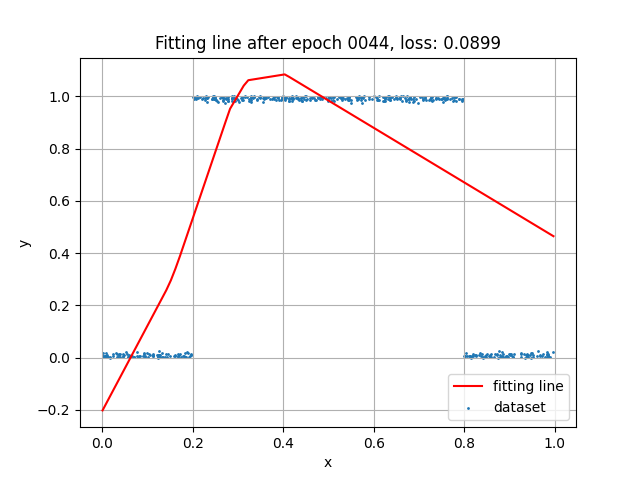 Fitting line after epoch 0044, loss: 0.0899
1.0
0.8
0.6
0.4
0.2
0.0
−0.2
y
0.0 0.2 0.4 0.6 0.8 1.0
x
fitting line
dataset